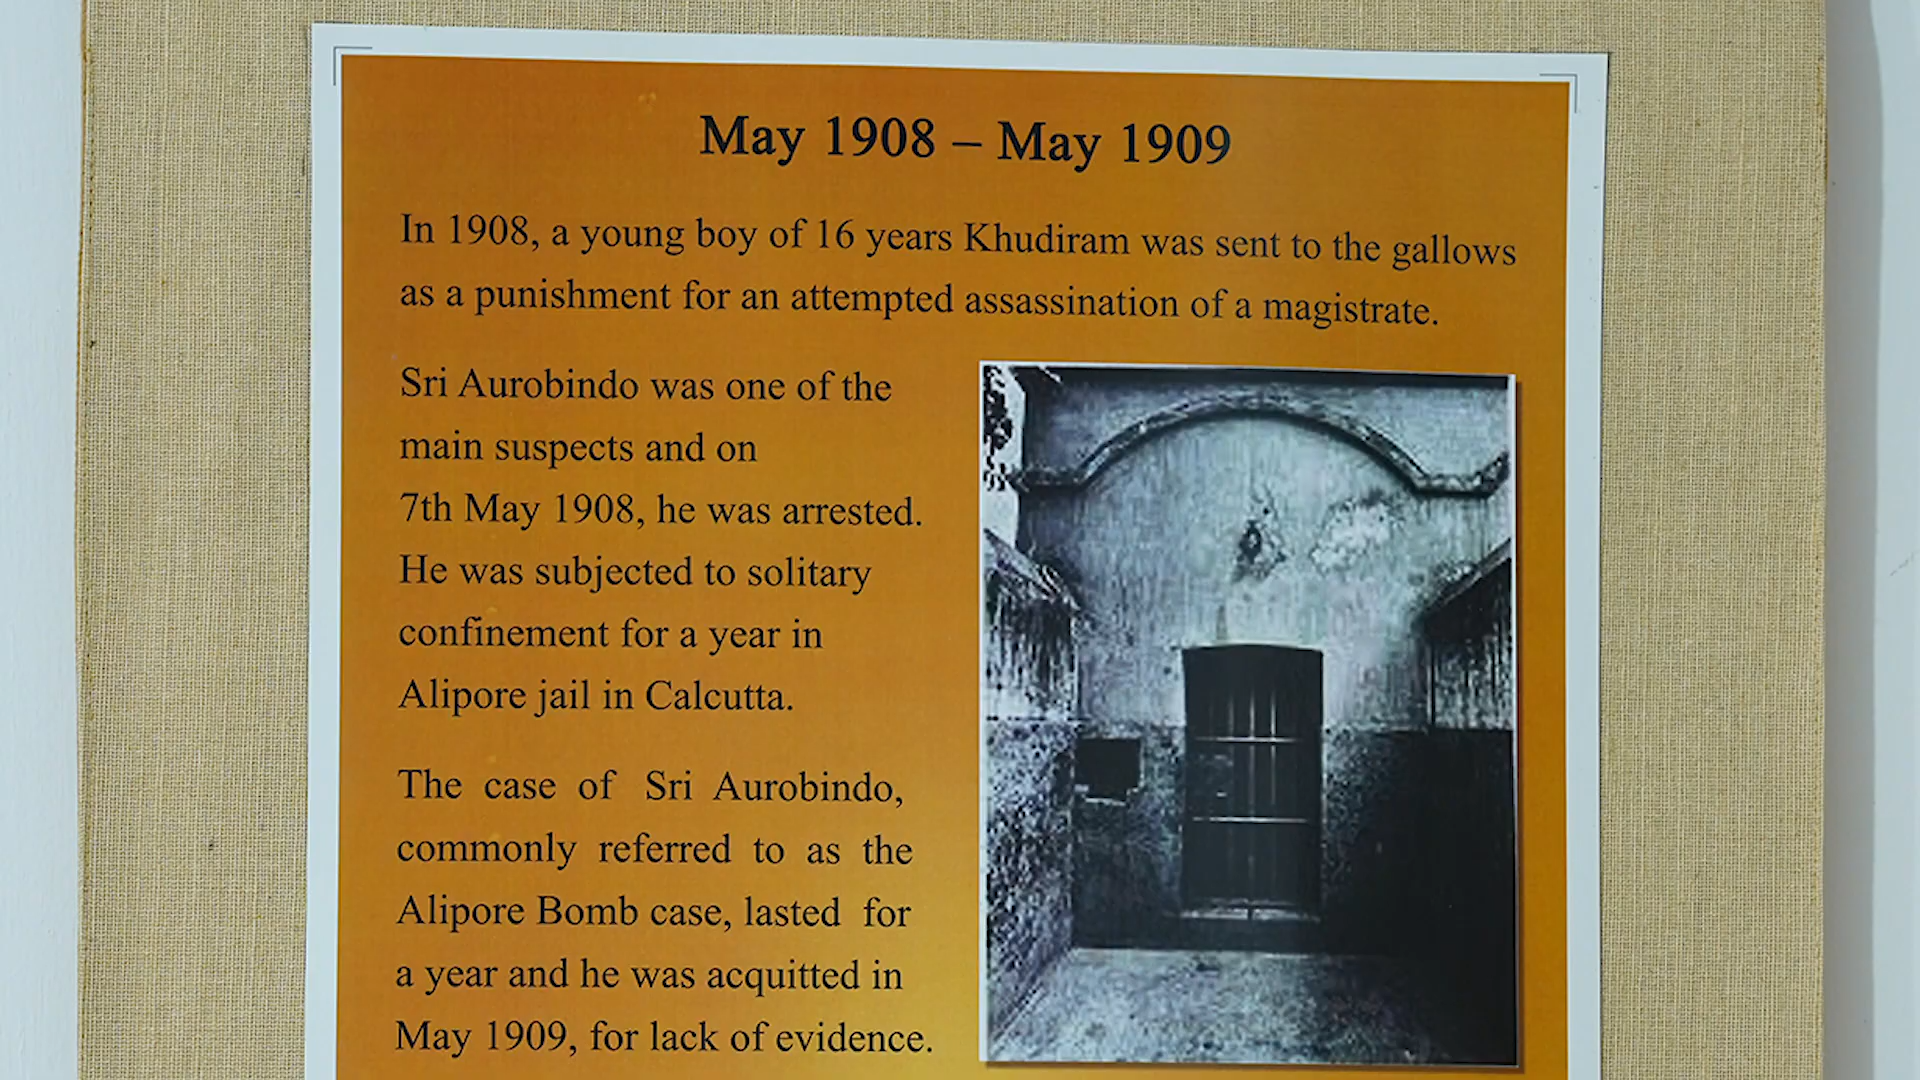 May 1908 – May 1909
In 1908, a young boy of 16 years Khudiram was sent to the gallows
as a punishment for an attempted assassination of a magistrate.
Sri Aurobindo was one of the
main suspects and on
7th May 1908, he was arrested.
He was subjected to solitary
confinement for a year in
Alipore jail in Calcutta.
The case of Sri Aurobindo,
commonly referred to as the
Alipore Bomb case, lasted for
a year and he was acquitted in
May 1909, for lack of evidence.